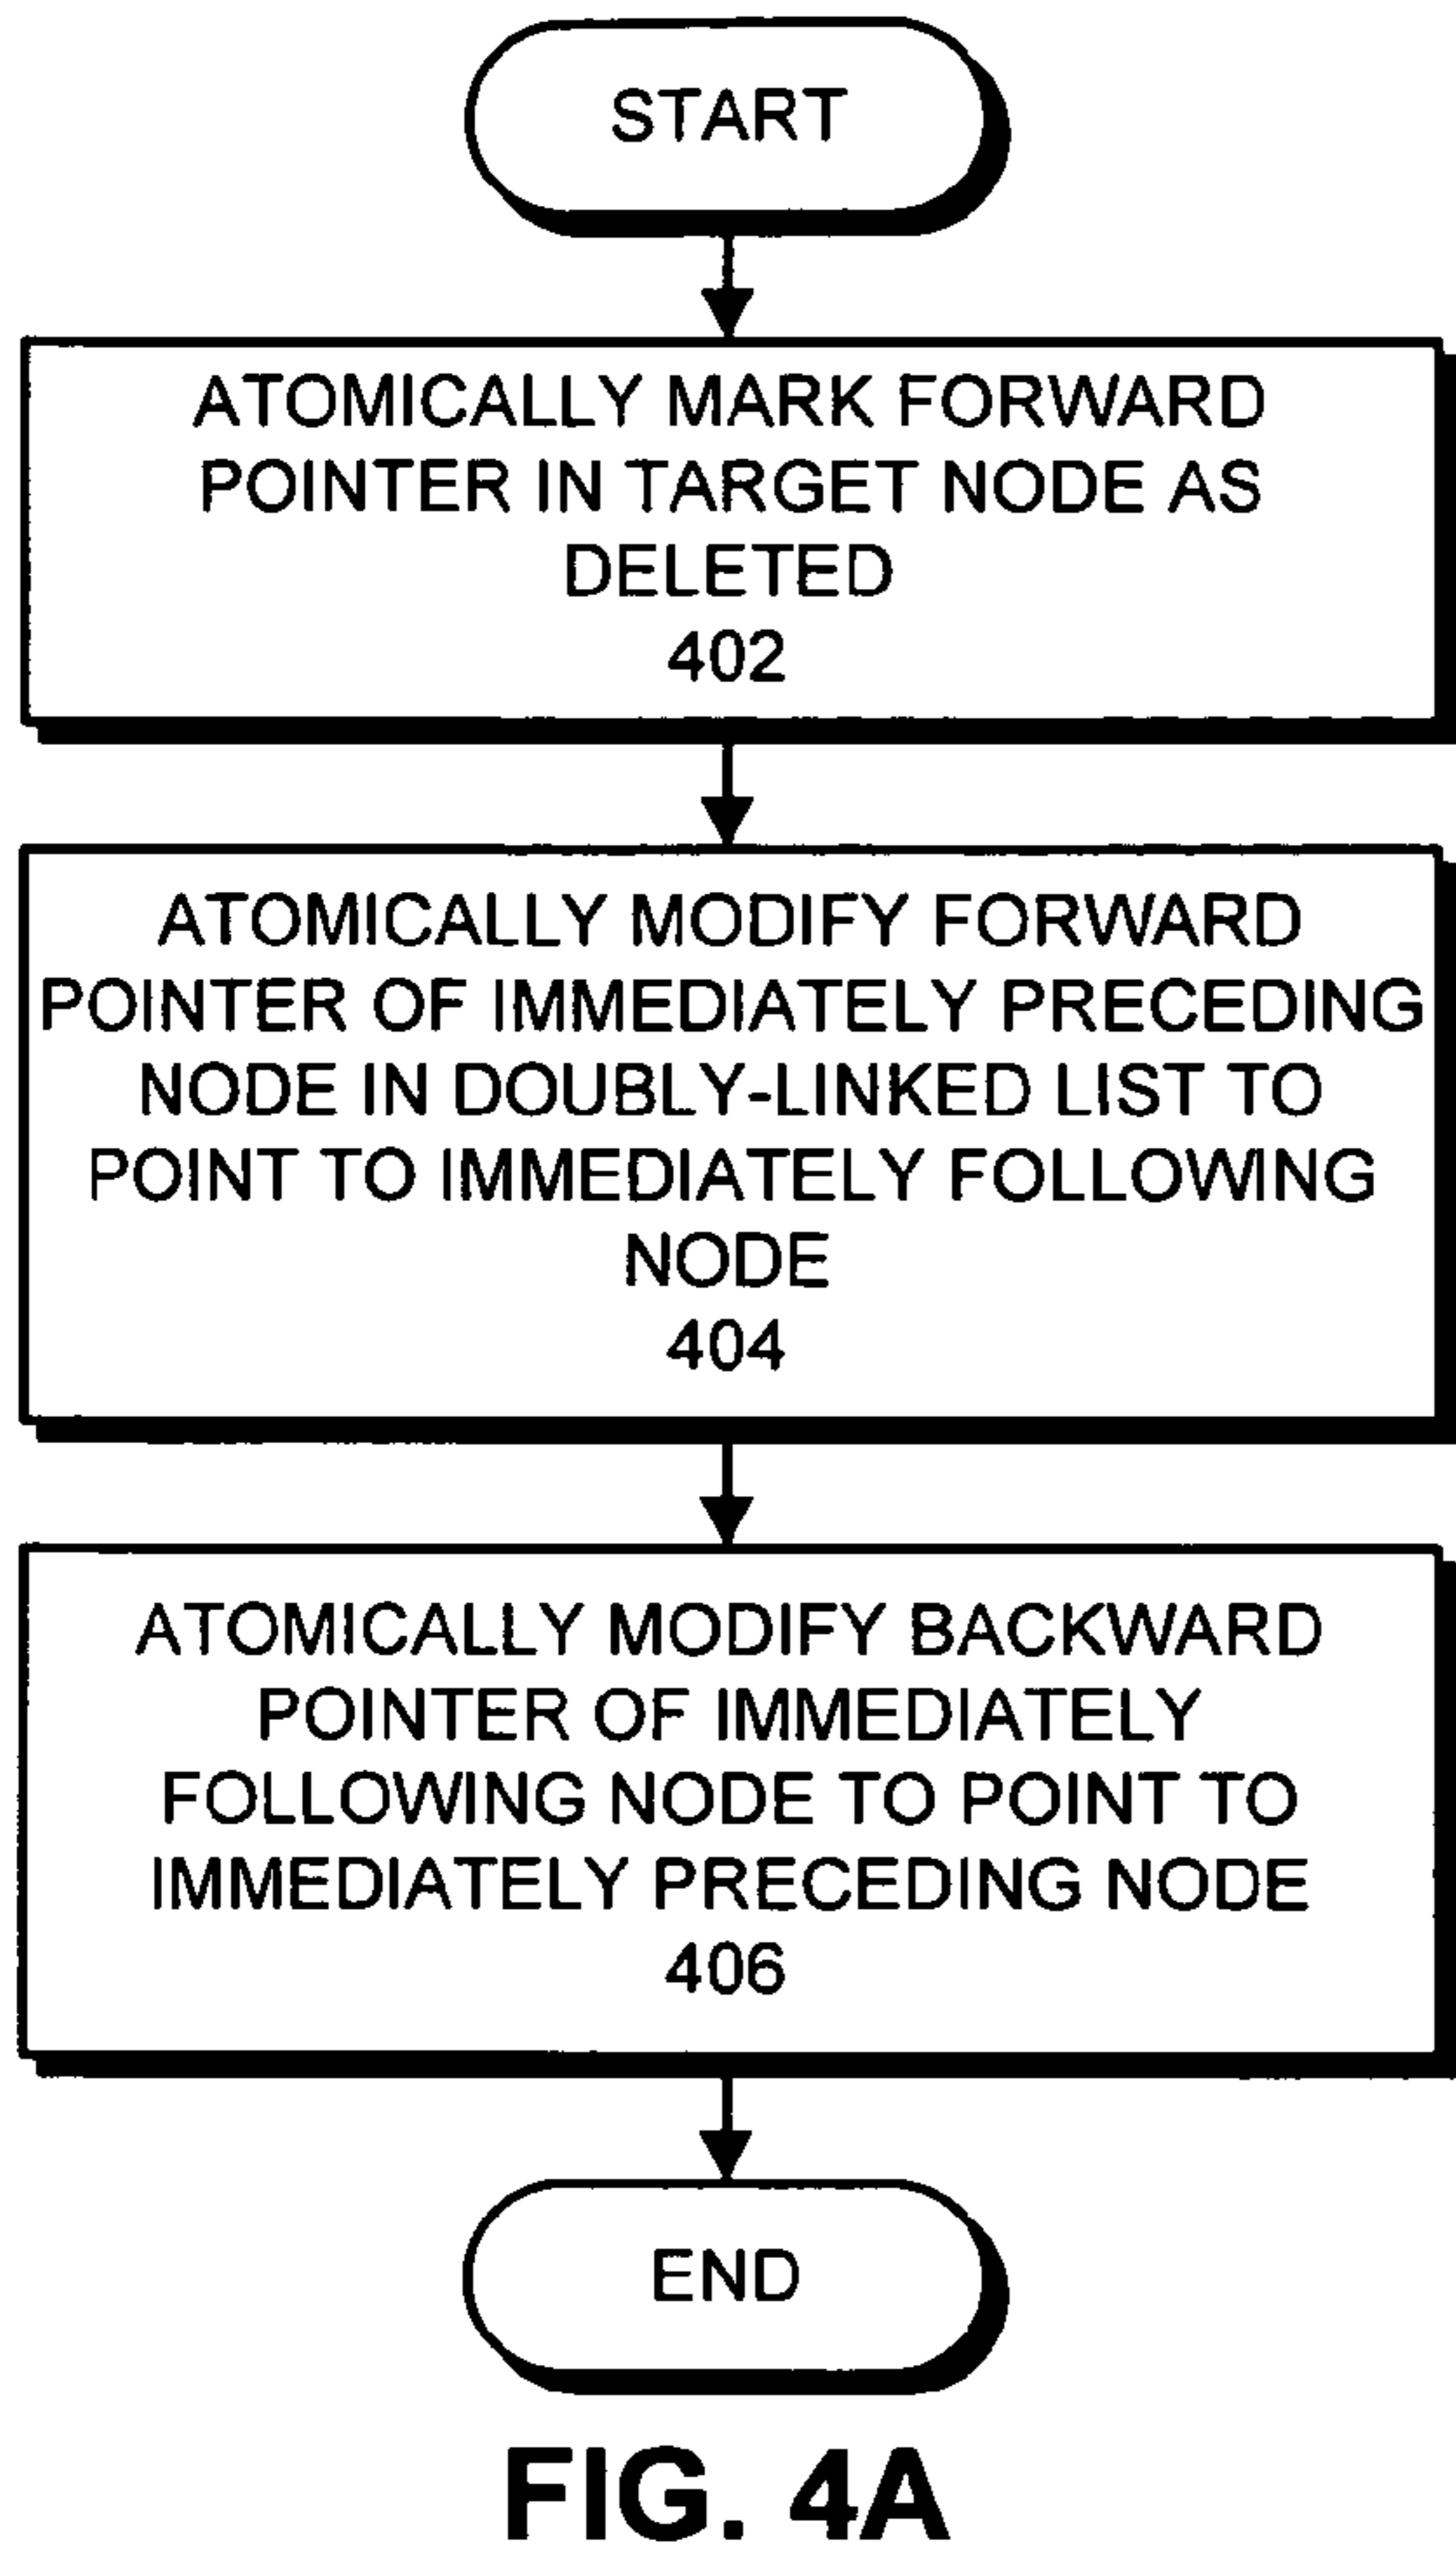 START
ATOMICALLY MARK FORWARD
POINTER IN TARGET NODE AS
DELETED
402
ATOMICALLY MODIFY FORWARD
POINTER OF IMMEDIATELY PRECEDING
NODE IN DOUBLY-LINKED LIST TO
POINT TO IMMEDIATELY FOLLOWING
NODE
404
ATOMICALLY MODIFY BACKWARD
POINTER OF IMMEDIATELY
FOLLOWING NODE TO POINT TO
IMMEDIATELY PRECEDING NODE
406
END
FIG. 4A